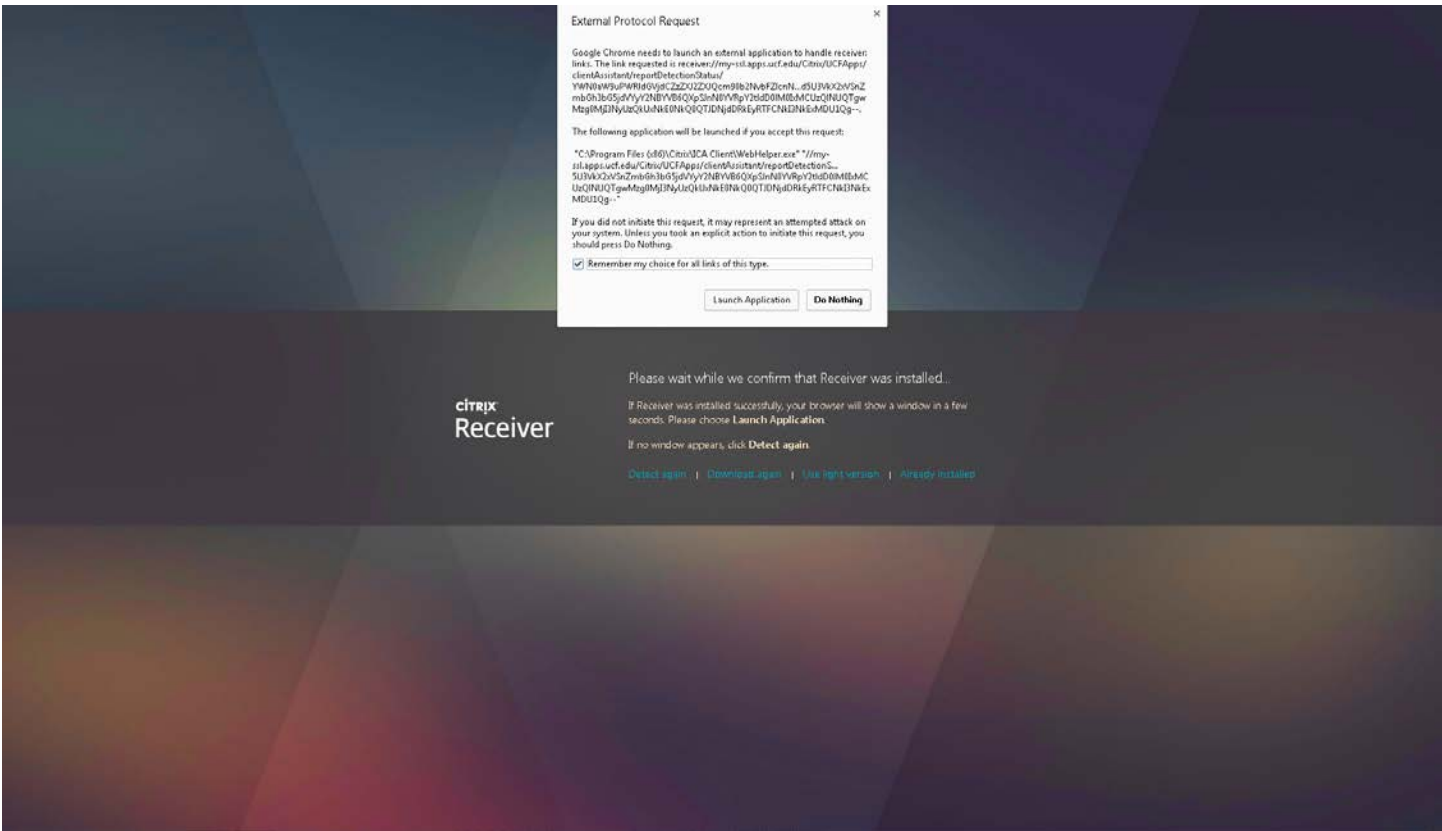 External Protocol Request
×
Google Chrome needs to launch an external application to handle receiver:
links. The link requested is receiver://my-ssl.apps.ucf.edu/Citrix/UCFApps/
clientAssistant/reportDetectionStatus/
The following application will be launched if you accept this request:
"C:\Program Files (x86)\Citrix\ICA Client\WebHelper.exe" "//my-
ssl.apps.ucf.edu/Citrix/UCFApps/clientAssistant/reportDetectionS...
If you did not initiate this request, it may represent an attempted attack on
your system. Unless you took an explicit action to initiate this request, you
should press Do Nothing.
Remember my choice for all links of this type.
Launch Application
Do Nothing
Please wait while we confirm that Receiver was installed...
CİTRIX
Receiver
If Receiver was installed successfully, your browser will show a window in a few
seconds. Please choose Launch Application.
If no window appears, click Detect again.
Detect again | Download again | Use light version | Already installed